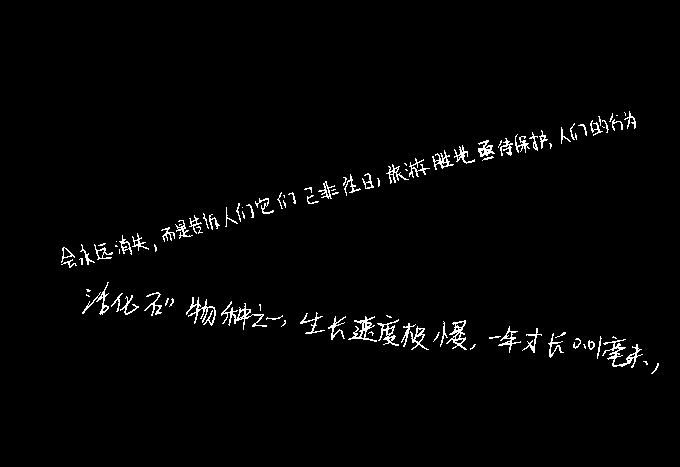 会永远消失，而是告诉人们它们已非往日，旅游胜地亟待保护，人们的行为
活化石”物种之一，生长速度极慢，一年才长0.01毫米，